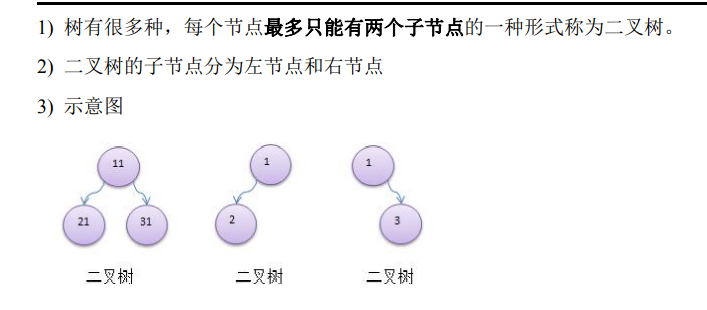 1) 树有很多种，每个节点最多只能有两个子节点的一种形式称为二叉树。
2) 二叉树的子节点分为左节点和右节点
3) 示意图
11 1 1
21 31 2 3
二叉树 二叉树 二叉树